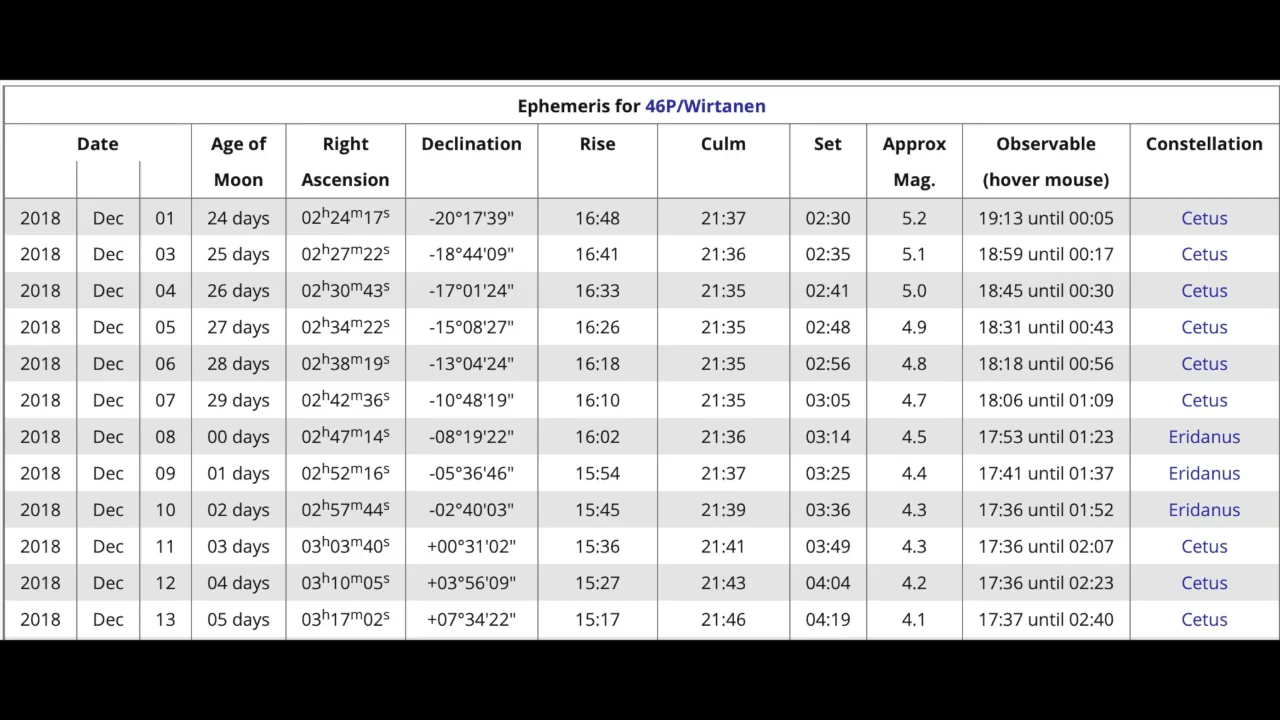 Ephemeris for 46P/Wirtanen
Date Age of Moon Right Ascension Declination Rise Culm Set Approx Mag. Observable (hover mouse) Constellation
2018 Dec 01 24 days 02h24m17s -20°17'39" 16:48 21:37 02:30 5.2 19:13 until 00:05 Cetus
2018 Dec 03 25 days 02h27m22s -18°44'09" 16:41 21:36 02:35 5.1 18:59 until 00:17 Cetus
2018 Dec 04 26 days 02h30m43s -17°01'24" 16:33 21:35 02:41 5.0 18:45 until 00:30 Cetus
2018 Dec 05 27 days 02h34m22s -15°08'27" 16:26 21:35 02:48 4.9 18:31 until 00:43 Cetus
2018 Dec 06 28 days 02h38m19s -13°04'24" 16:18 21:35 02:56 4.8 18:18 until 00:56 Cetus
2018 Dec 07 29 days 02h42m36s -10°48'19" 16:10 21:35 03:05 4.7 18:06 until 01:09 Cetus
2018 Dec 08 00 days 02h47m14s -08°19'22" 16:02 21:36 03:14 4.5 17:53 until 01:23 Eridanus
2018 Dec 09 01 days 02h52m16s -05°36'46" 15:54 21:37 03:25 4.4 17:41 until 01:37 Eridanus
2018 Dec 10 02 days 02h57m44s -02°40'03" 15:45 21:39 03:36 4.3 17:36 until 01:52 Eridanus
2018 Dec 11 03 days 03h03m40s +00°31'02" 15:36 21:41 03:49 4.3 17:36 until 02:07 Cetus
2018 Dec 12 04 days 03h10m05s +03°56'09" 15:27 21:43 04:04 4.2 17:36 until 02:23 Cetus
2018 Dec 13 05 days 03h17m02s +07°34'22" 15:17 21:46 04:19 4.1 17:37 until 02:40 Cetus